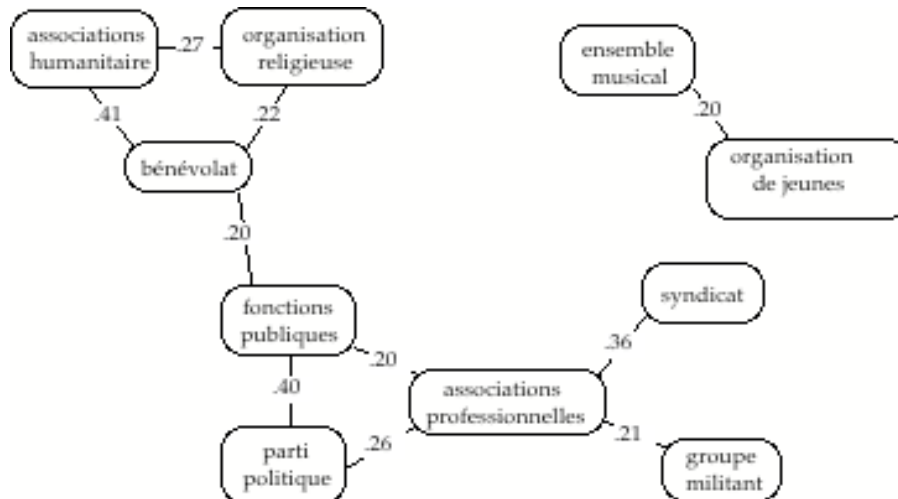 associations
humanitaire
.27
organisation
religieuse
.41
.22
bénévolat
.20
ensemble
musical
.20
organisation
de jeunes
fonctions
publiques
.20
.40
syndicat
.36
associations
professionnelles
.26
.21
parti
politique
groupe
militant